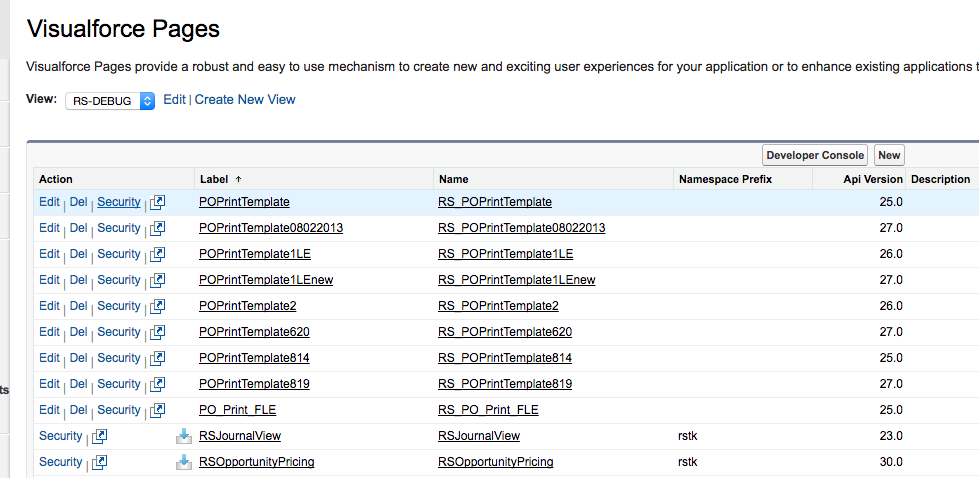 Visualforce Pages
Visualforce Pages provide a robust and easy to use mechanism to create new and exciting user experiences for your application or to enhance existing applications t
View: RS-DEBUG Edit | Create New View
Developer Console New
Action Label ↑ Name Namespace Prefix Api Version Description
Edit | Del | Security | POPrintTemplate RS_POPrintTemplate 25.0
Edit | Del | Security | POPrintTemplate08022013 RS_POPrintTemplate08022013 27.0
Edit | Del | Security | POPrintTemplate1LE RS_POPrintTemplate1LE 26.0
Edit | Del | Security | POPrintTemplate1LEnew RS_POPrintTemplate1LEnew 27.0
Edit | Del | Security | POPrintTemplate2 RS_POPrintTemplate2 26.0
Edit | Del | Security | POPrintTemplate620 RS_POPrintTemplate620 27.0
Edit | Del | Security | POPrintTemplate814 RS_POPrintTemplate814 25.0
Edit | Del | Security | POPrintTemplate819 RS_POPrintTemplate819 27.0
ts
Edit | Del | Security | PO_Print_FLE RS_PO_Print_FLE 25.0
Security | RSJournalView RSJournalView rstk 23.0
Security | RSOpportunityPricing RSOpportunityPricing rstk 30.0